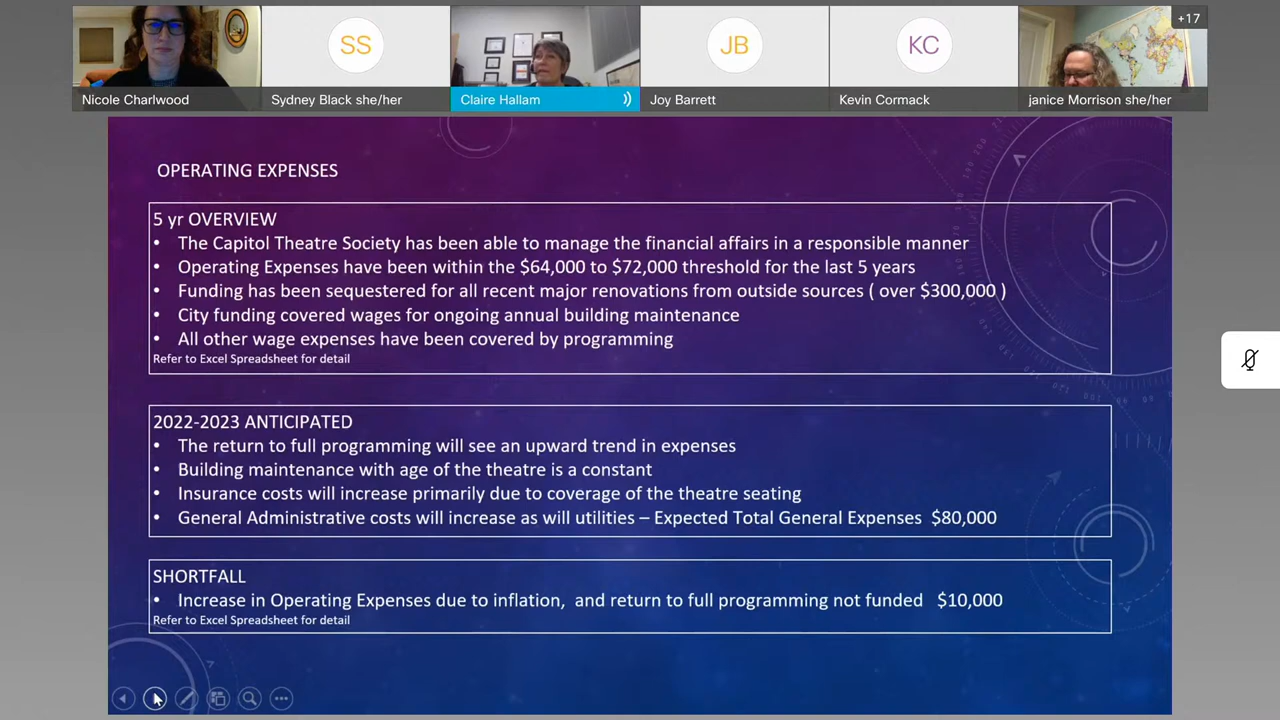 +17
SS
JB
KC
Nicole Charlwood
Sydney Black she/her
Claire Hallam
Joy Barrett
Kevin Cormack
janice Morrison she/her
OPERATING EXPENSES
5 yr OVERVIEW
• The Capitol Theatre Society has been able to manage the financial affairs in a responsible manner
• Operating Expenses have been within the $64,000 to $72,000 threshold for the last 5 years
• Funding has been sequestered for all recent major renovations from outside sources ( over $300,000 )
• City funding covered wages for ongoing annual building maintenance
• All other wage expenses have been covered by programming
Refer to Excel Spreadsheet for detail
2022-2023 ANTICIPATED
• The return to full programming will see an upward trend in expenses
• Building maintenance with age of the theatre is a constant
• Insurance costs will increase primarily due to coverage of the theatre seating
• General Administrative costs will increase as will utilities – Expected Total General Expenses $80,000
SHORTFALL
• Increase in Operating Expenses due to inflation, and return to full programming not funded $10,000
Refer to Excel Spreadsheet for detail